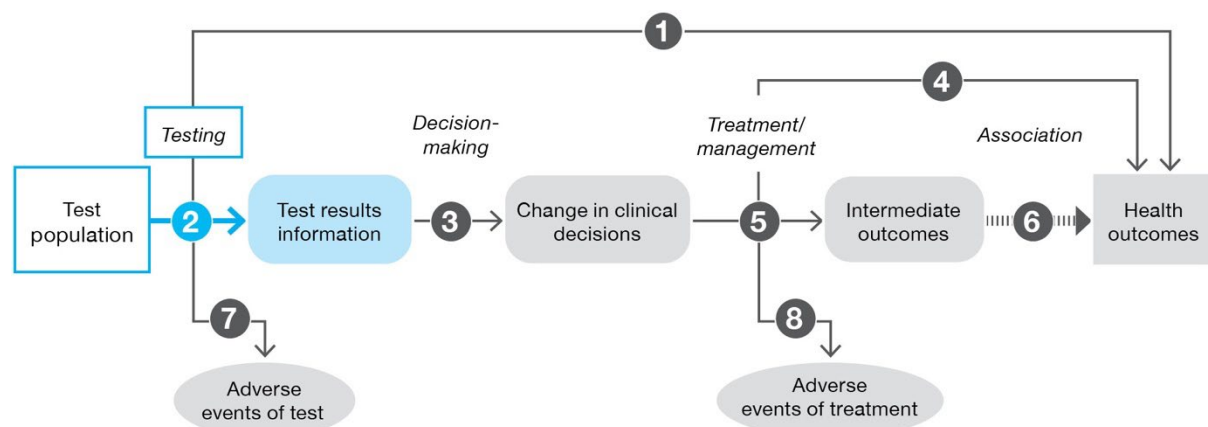 1
4
Testing
Decision-
making
Treatment/
management
Association
Test
population
2
Test results
information
3
Change in clinical
decisions
5
Intermediate
outcomes
6
Health
outcomes
7
8
Adverse
events of test
Adverse
events of treatment